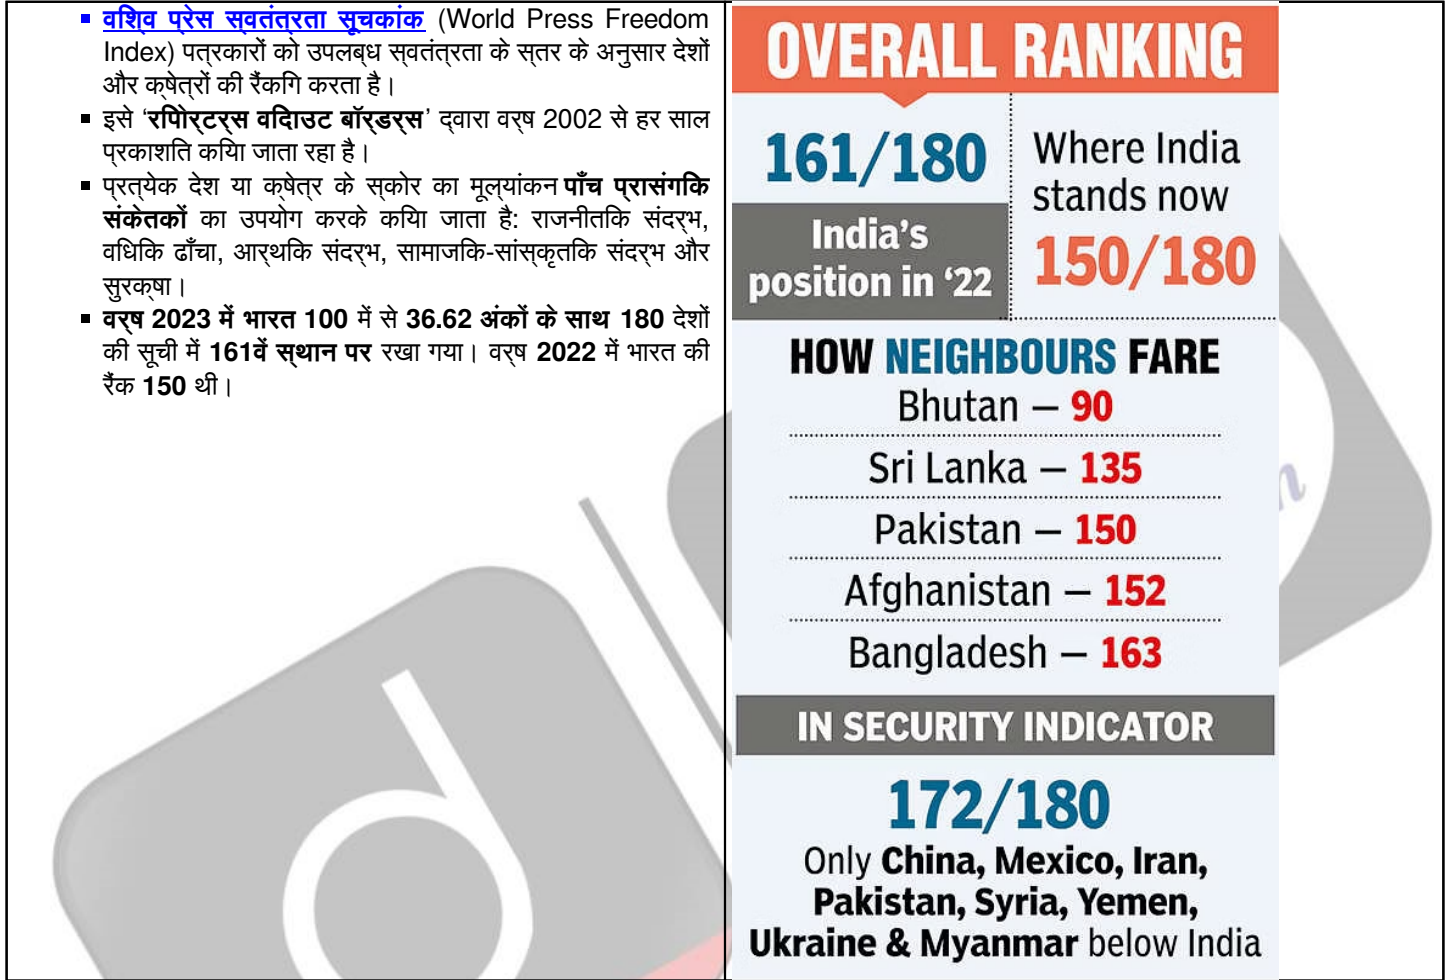 विश्व प्रेस स्वतंत्रता सूचकांक (World Press Freedom
Index) पत्रकारों को उपलब्ध स्वतंत्रता के स्तर के अनुसार देशों
और क्षेत्रों की रैंकिंग करता है।
इसे ‘रिपोर्टर्स विदाउट बॉर्डर्स’ द्वारा वर्ष 2002 से हर साल
प्रकाशित किया जाता रहा है।
प्रत्येक देश या क्षेत्र के स्कोर का मूल्यांकन पाँच प्रासंगिक
संकेतकों का उपयोग करके किया जाता है: राजनीतिक संदर्भ,
विधिक ढाँचा, आर्थिक संदर्भ, सामाजिक-सांस्कृतिक संदर्भ और
सुरक्षा।
वर्ष 2023 में भारत 100 में से 36.62 अंकों के साथ 180 देशों
की सूची में 161वें स्थान पर रखा गया। वर्ष 2022 में भारत की
रैंक 150 थी।
OVERALL RANKING
161/180
India’s
position in ‘22
Where India
stands now
150/180
HOW NEIGHBOURS FARE
Bhutan – 90
Sri Lanka – 135
Pakistan – 150
Afghanistan – 152
Bangladesh – 163
IN SECURITY INDICATOR
172/180
Only China, Mexico, Iran,
Pakistan, Syria, Yemen,
Ukraine & Myanmar below India